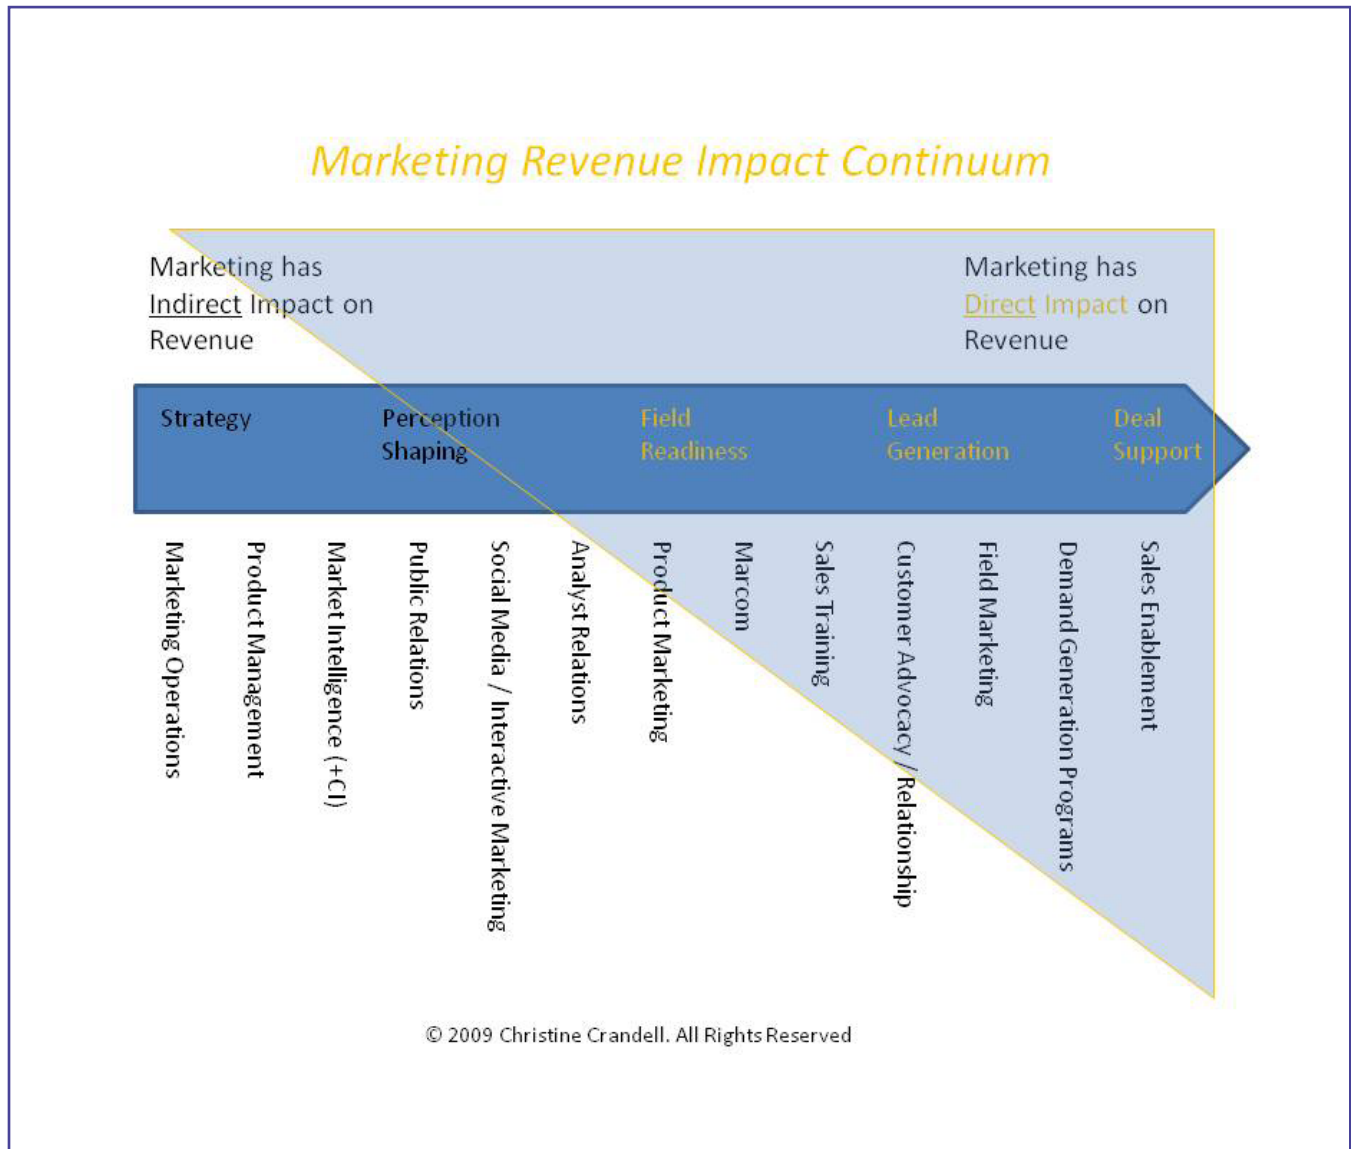 Marketing Revenue Impact Continuum
Marketing has
Indirect Impact on
Revenue
Marketing has
Direct Impact on
Revenue
Strategy
Perception
Shaping
Field
Readiness
Lead
Generation
Deal
Support
Marketing Operations
Product Management
Market Intelligence (+CI)
Public Relations
Social Media / Interactive Marketing
Analyst Relations
Product Marketing
Marcom
Sales Training
Customer Advocacy / Relationship
Field Marketing
Demand Generation Programs
Sales Enablement
© 2009 Christine Crandell. All Rights Reserved